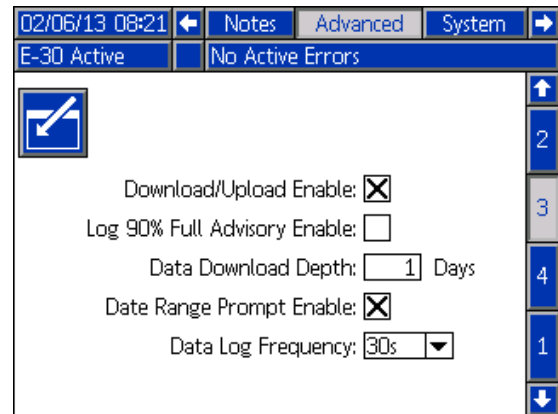 02/06/13 08:21 Notes Advanced System
E-30 Active No Active Errors
2
Download/Upload Enable:
3
Log 90% Full Advisory Enable:
Data Download Depth: 1 Days
4
Date Range Prompt Enable:
Data Log Frequency: 30s
1